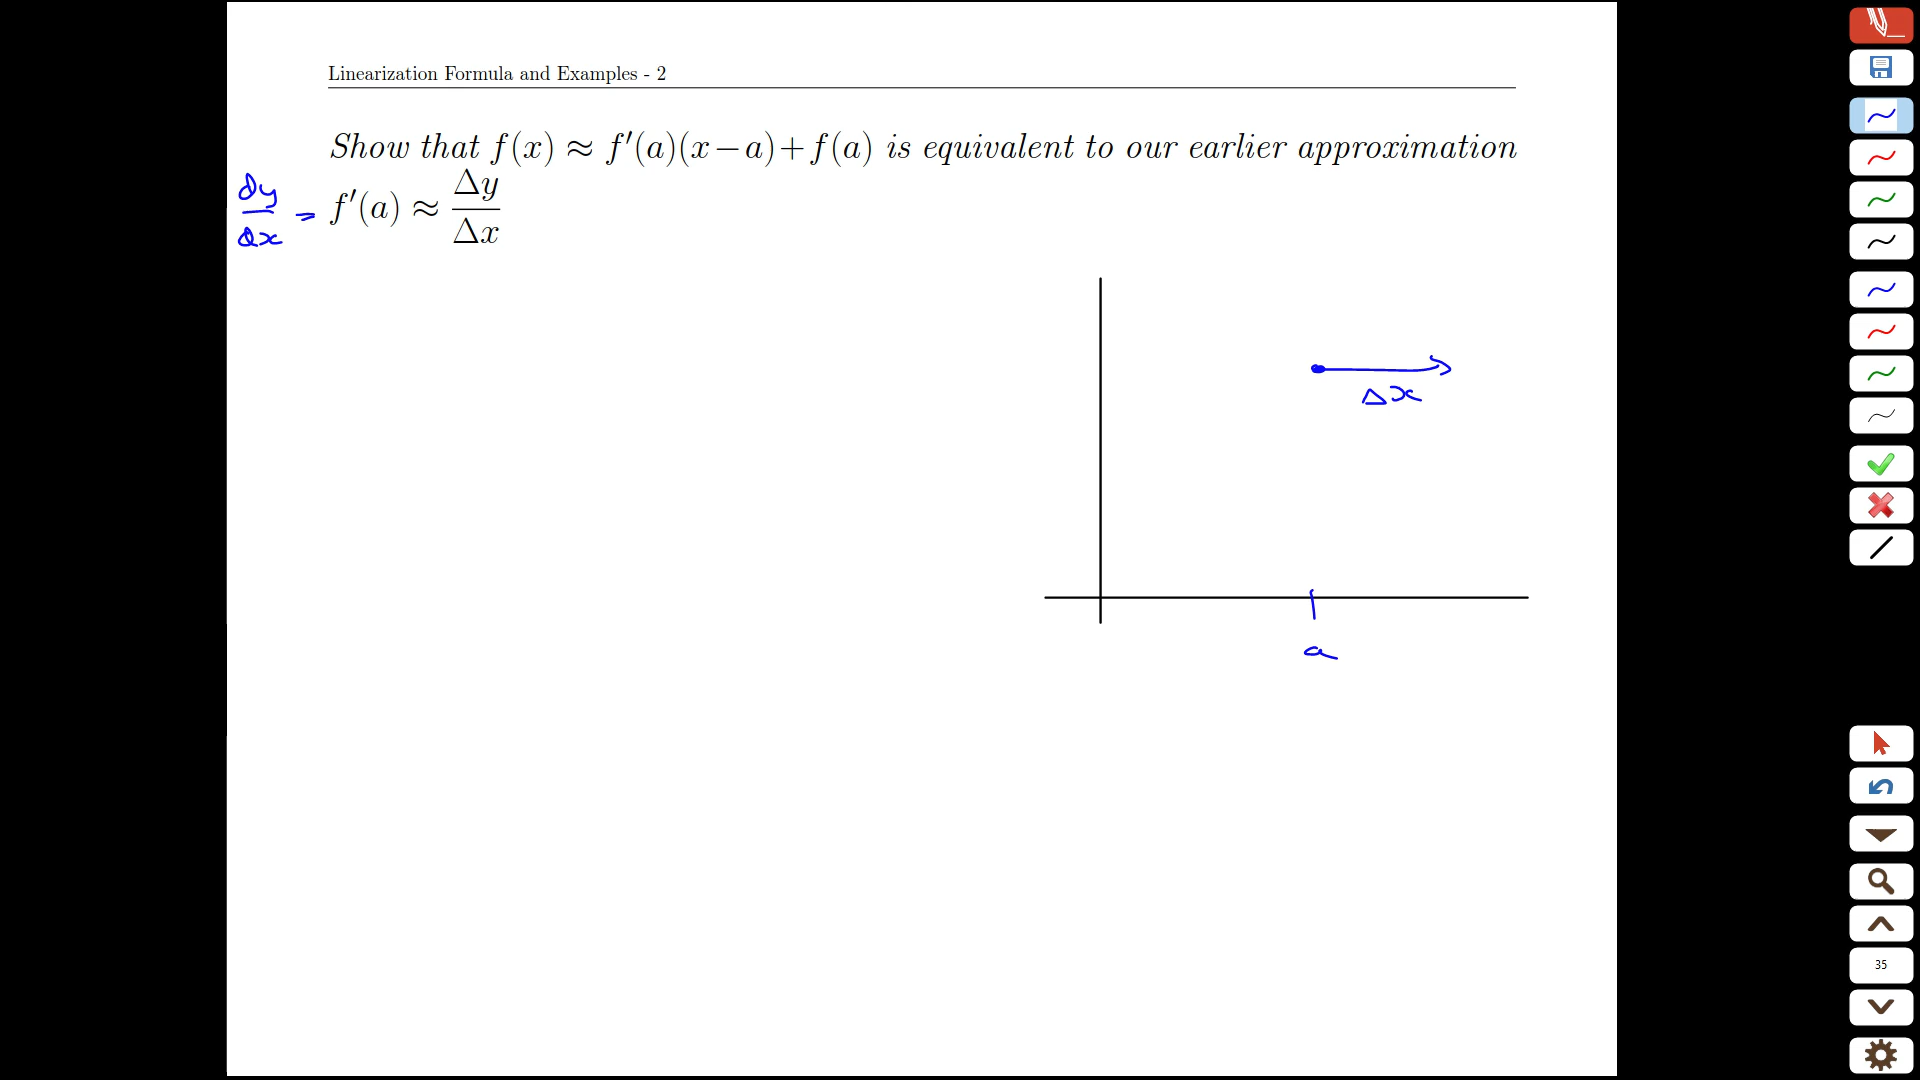 Linearization Formula and Examples - 2
Show that f(x) ≈ f′(a)(x−a)+f(a) is equivalent to our earlier approximation
dy/dx = f′(a) ≈ Δy/Δx
Δx
a
35